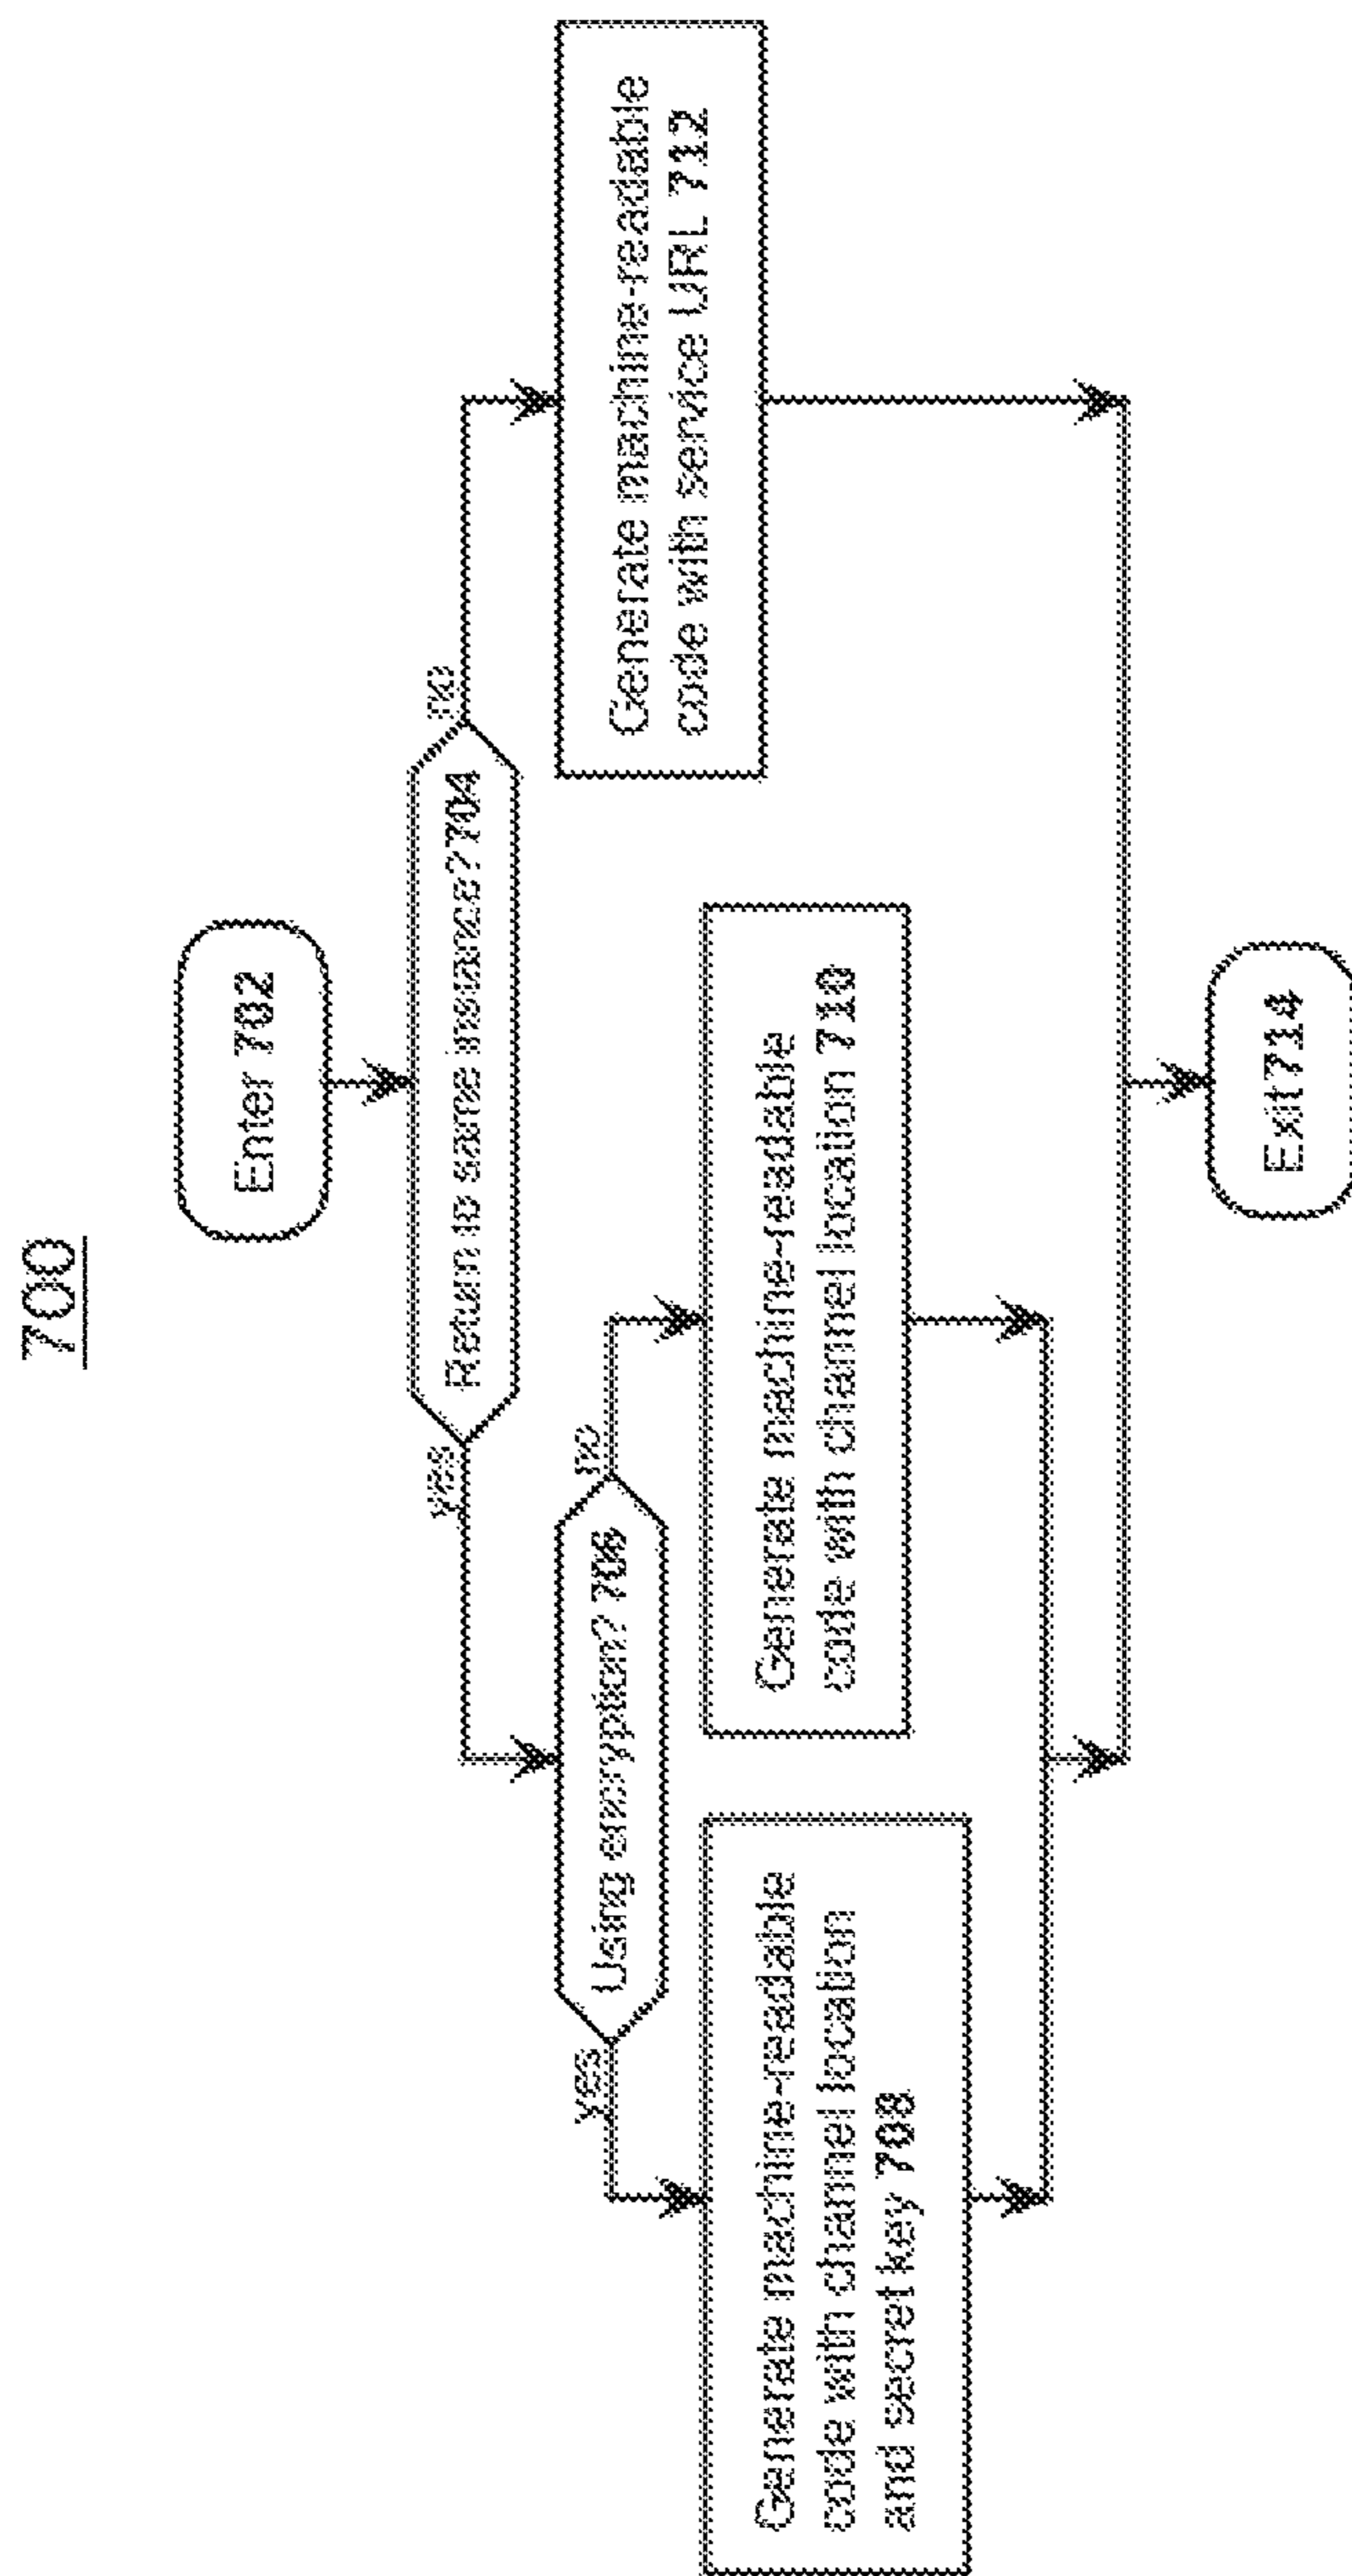 700
Enter 702
Return to same instance? 704
yes
no
Using encryption? 706
yes
no
Generate machine-readable
code with service URL 712
Generate machine-readable
code with channel location
and secret key 708
Generate machine-readable
code with channel location 710
Exit 714